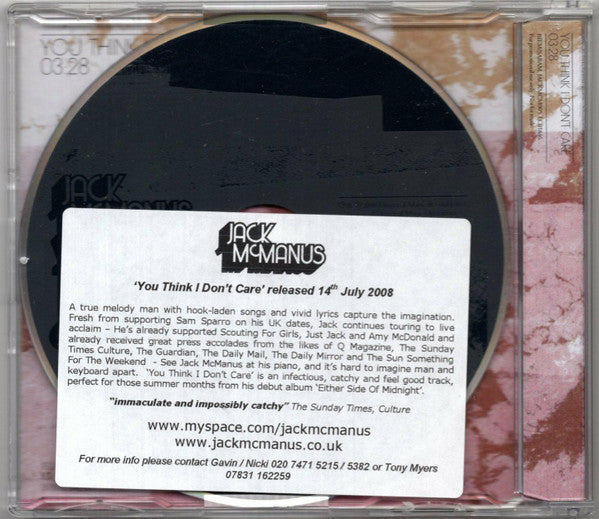 YOU THINK
03:28
JACK
McMANUS
JACK
McMANUS
‘You Think I Don’t Care’ released 14th July 2008
A true melody man with hook-laden songs and vivid lyrics capture the imagination.
Fresh from supporting Sam Sparro on his UK dates, Jack continues touring to live
acclaim – He’s already supported Scouting For Girls, Just Jack and Amy McDonald and
already received great press accolades from the likes of Q Magazine, The Sunday
Times Culture, The Guardian, The Daily Mail, The Daily Mirror and The Sun Something
For The Weekend - See Jack McManus at his piano, and it’s hard to imagine man and
keyboard apart. ‘You Think I Don’t Care’ is an infectious, catchy and feel good track,
perfect for those summer months from his debut album ‘Either Side Of Midnight’.
“immaculate and impossibly catchy” The Sunday Times, Culture
www.myspace.com/jackmcmanus
www.jackmcmanus.co.uk
For more info please contact Gavin / Nicki 020 7471 5215 / 5382 or Tony Myers
07831 162259
YOU THINK I DON'T CARE
03:28